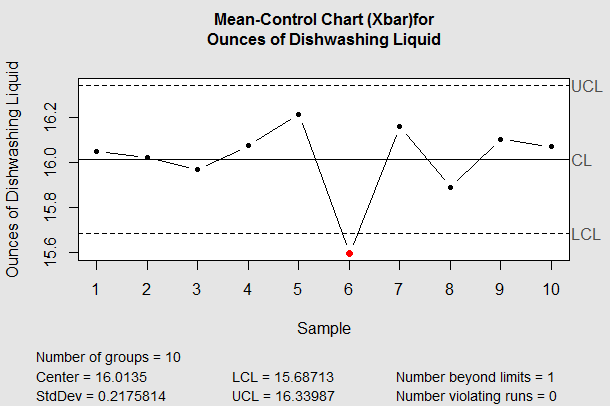 Mean-Control Chart (Xbar)for
Ounces of Dishwashing Liquid
Ounces of Dishwashing Liquid
16.2
16.0
15.8
15.6
UCL
CL
LCL
1 2 3 4 5 6 7 8 9 10
Sample
Number of groups = 10
Center = 16.0135 LCL = 15.68713 Number beyond limits = 1
StdDev = 0.2175814 UCL = 16.33987 Number violating runs = 0